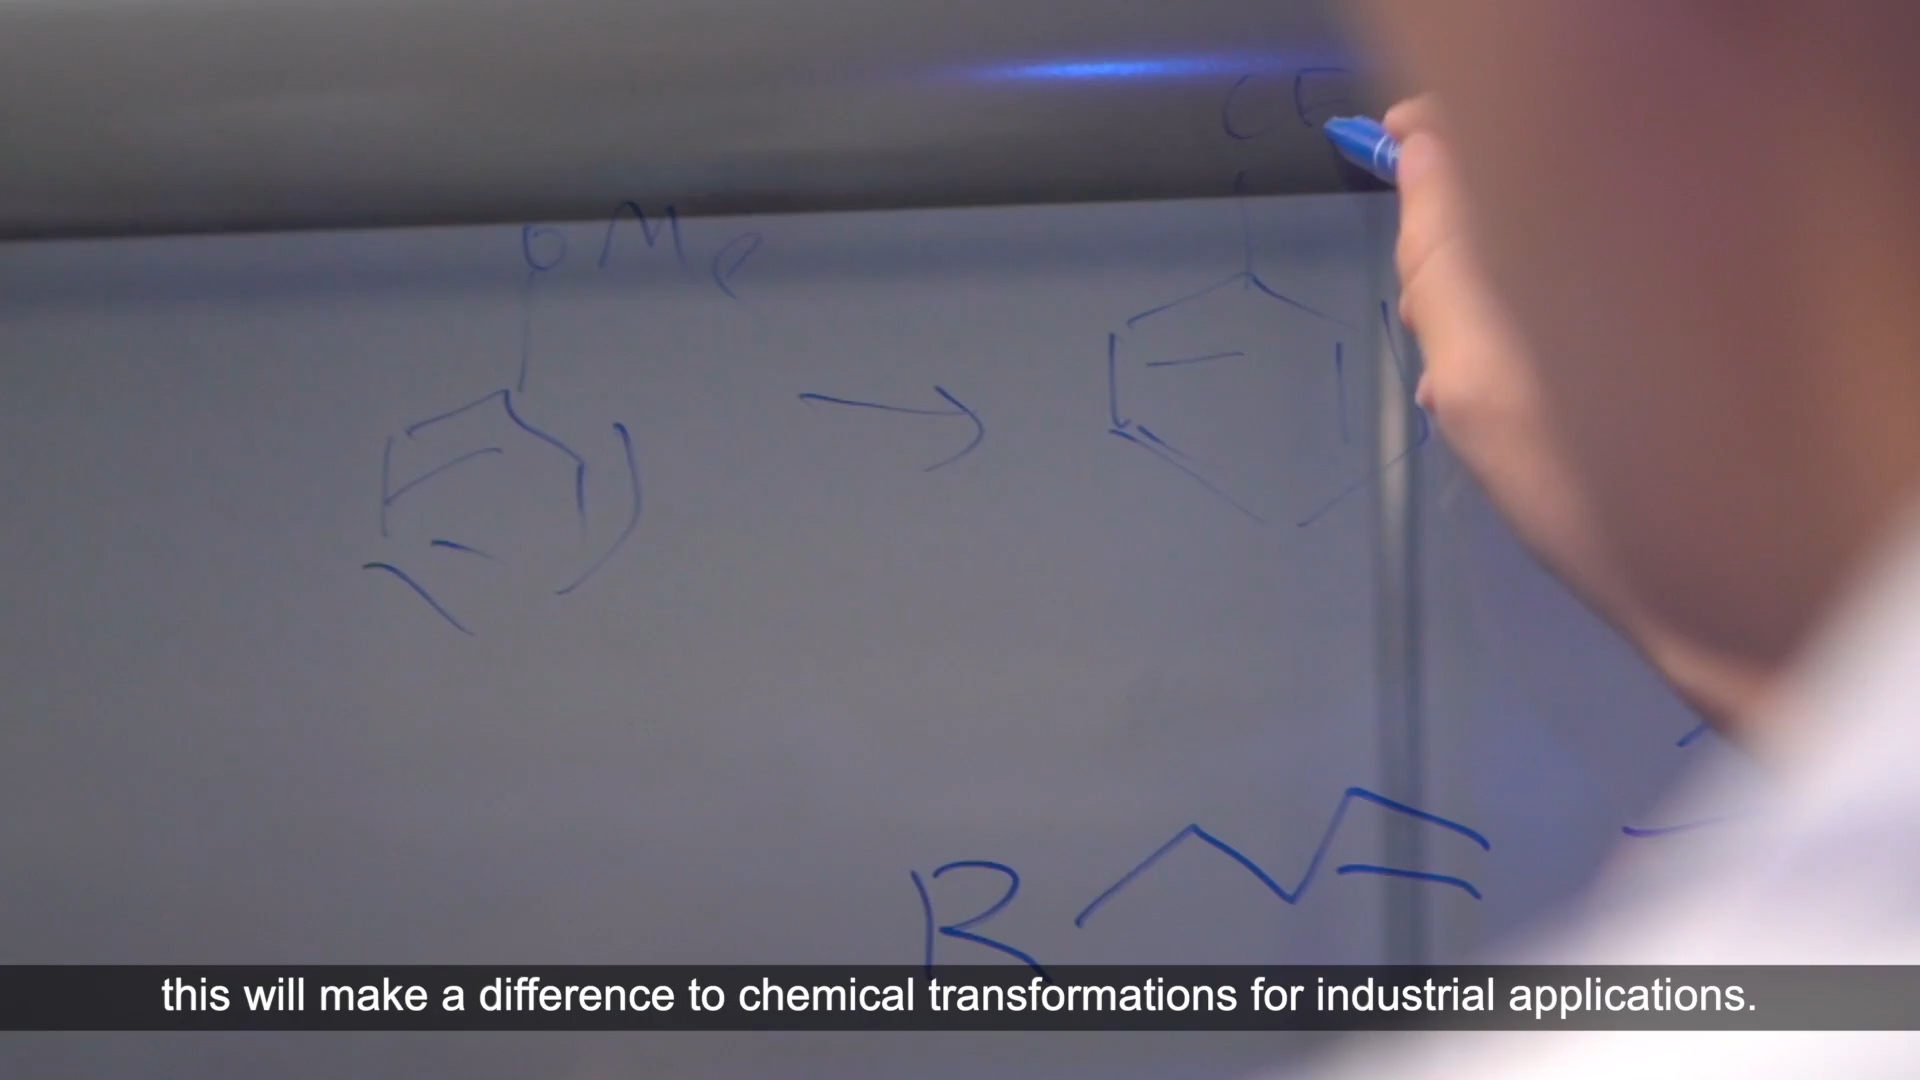 CF
OMe
R
this will make a difference to chemical transformations for industrial applications.